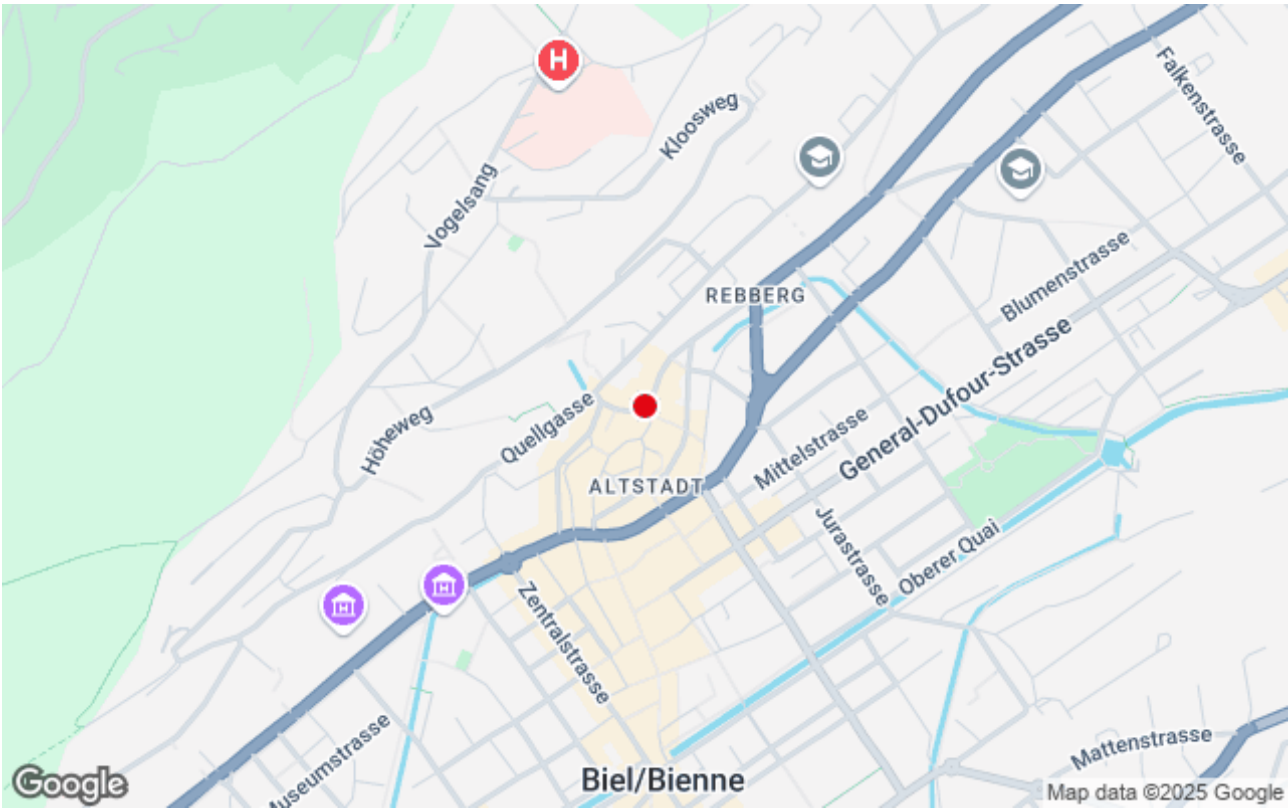 H
Kloosweg
Falkenstrasse
Vogelsang
Blumenstrasse
REBBERG
General-Dufour-Strasse
Höheweg
Quellgasse
Mittelstrasse
ALTSTADT
Jurastrasse
Oberer Quai
Zentralstrasse
Museumstrasse
Mattenstrasse
Biel/Bienne
Google
Map data ©2025 Google